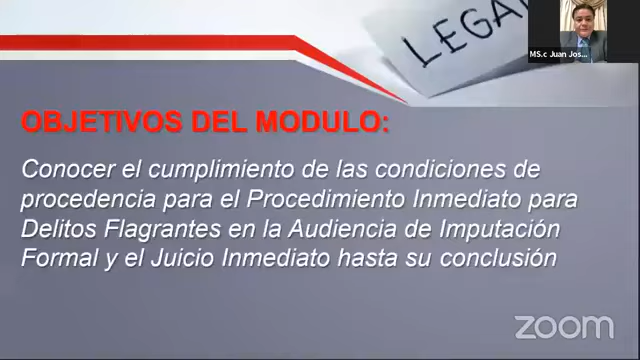 LEGAL
MS.c Juan Jos...
OBJETIVOS DEL MODULO:
Conocer el cumplimiento de las condiciones de
procedencia para el Procedimiento Inmediato para
Delitos Flagrantes en la Audiencia de Imputación
Formal y el Juicio Inmediato hasta su conclusión
zoom